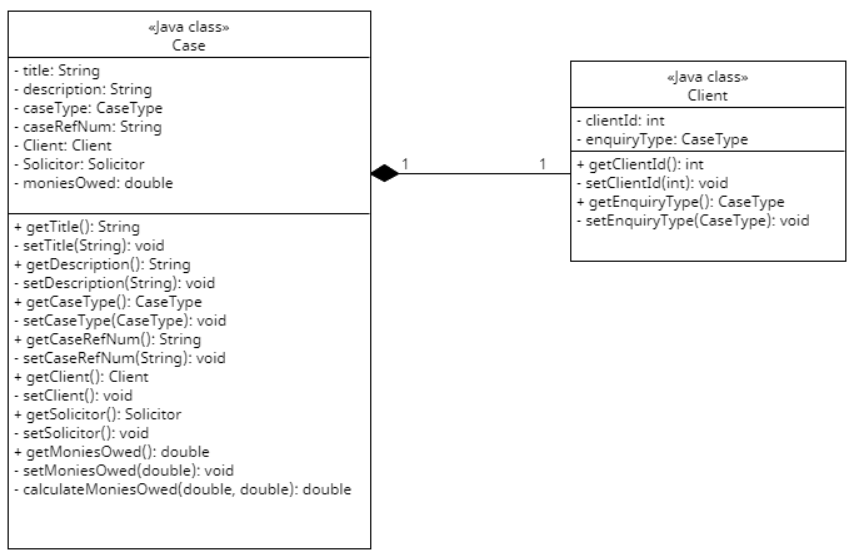 «Java class»
Case
- title: String
- description: String
- caseType: CaseType
- caseRefNum: String
- Client: Client
- Solicitor: Solicitor
- moniesOwed: double
+ getTitle(): String
- setTitle(String): void
+ getDescription(): String
- setDescription(String): void
+ getCaseType(): CaseType
- setCaseType(CaseType): void
+ getCaseRefNum(): String
- setCaseRefNum(String): void
+ getClient(): Client
- setClient(): void
+ getSolicitor(): Solicitor
- setSolicitor(): void
+ getMoniesOwed(): double
- setMoniesOwed(double): void
- calculateMoniesOwed(double, double): double
1
1
«Java class»
Client
- clientId: int
- enquiryType: CaseType
+ getClientId(): int
- setClientId(int): void
+ getEnquiryType(): CaseType
- setEnquiryType(CaseType): void